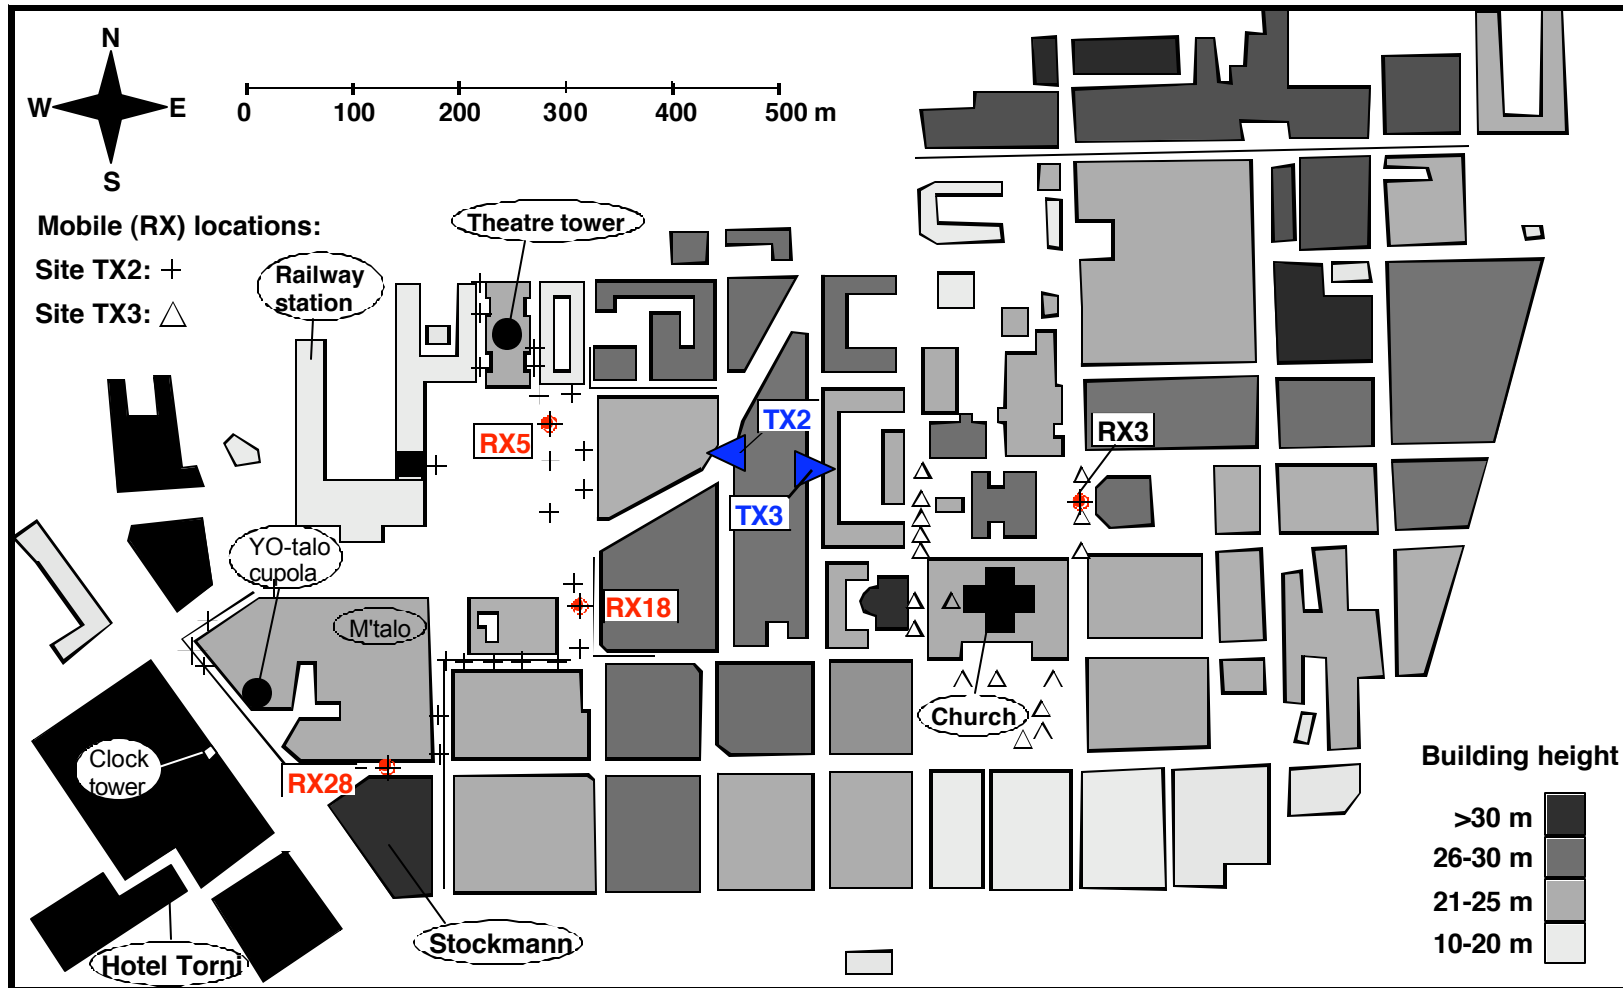 N
W
E
S
0
100
200
300
400
500 m
Mobile (RX) locations:
Site TX2:
Site TX3:
Theatre tower
Railway
station
TX2
RX5
RX3
TX3
YO-talo
cupola
RX18
M'talo
Church
Clock
tower
RX28
Building height
>30 m
26-30 m
21-25 m
10-20 m
Stockmann
Hotel Torni